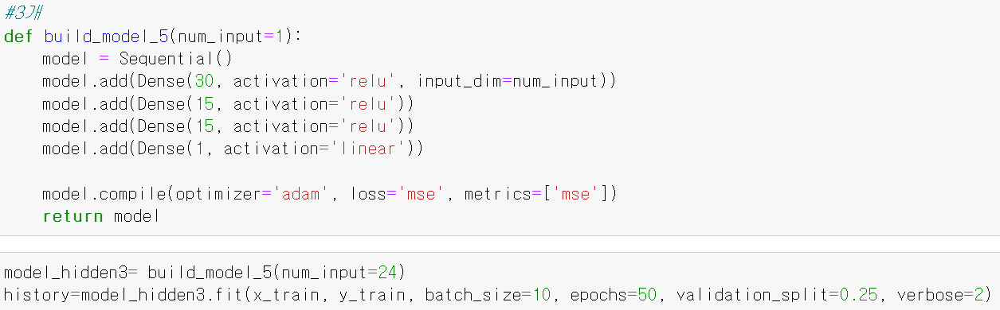 #3개
def build_model_5(num_input=1):
    model = Sequential()
    model.add(Dense(30, activation='relu', input_dim=num_input))
    model.add(Dense(15, activation='relu'))
    model.add(Dense(15, activation='relu'))
    model.add(Dense(1, activation='linear'))
    model.compile(optimizer='adam', loss='mse', metrics=['mse'])
    return model
model_hidden3= build_model_5(num_input=24)
history=model_hidden3.fit(x_train, y_train, batch_size=10, epochs=50, validation_split=0.25, verbose=2)